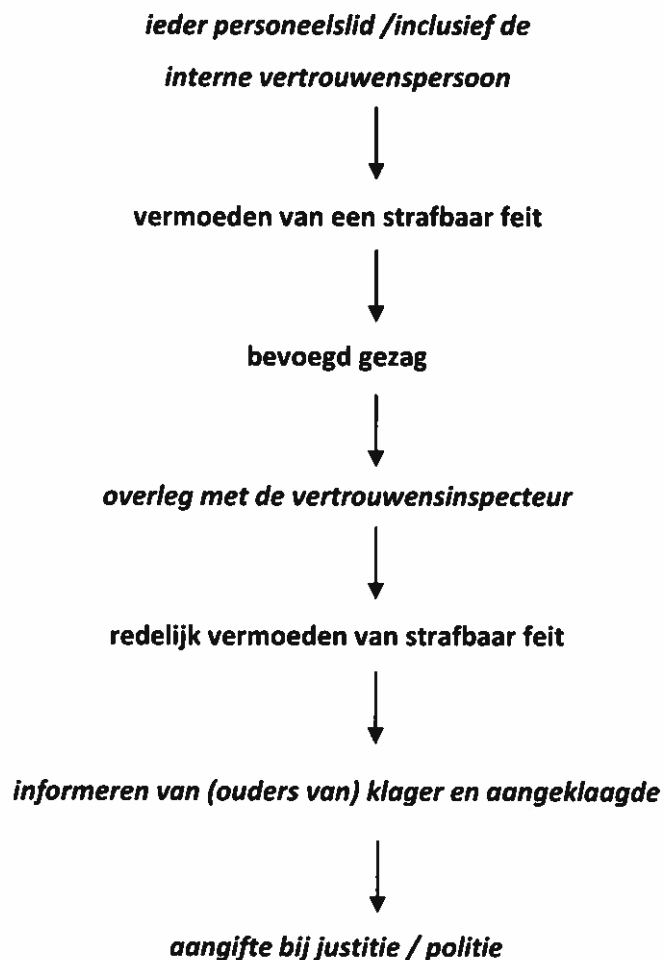 ieder personeelslid /inclusief de
interne vertrouwenspersoon
vermoeden van een strafbaar feit
bevoegd gezag
overleg met de vertrouwensinspecteur
redelijk vermoeden van strafbaar feit
informeren van (ouders van) klager en aangeklaagde
aangifte bij justitie / politie